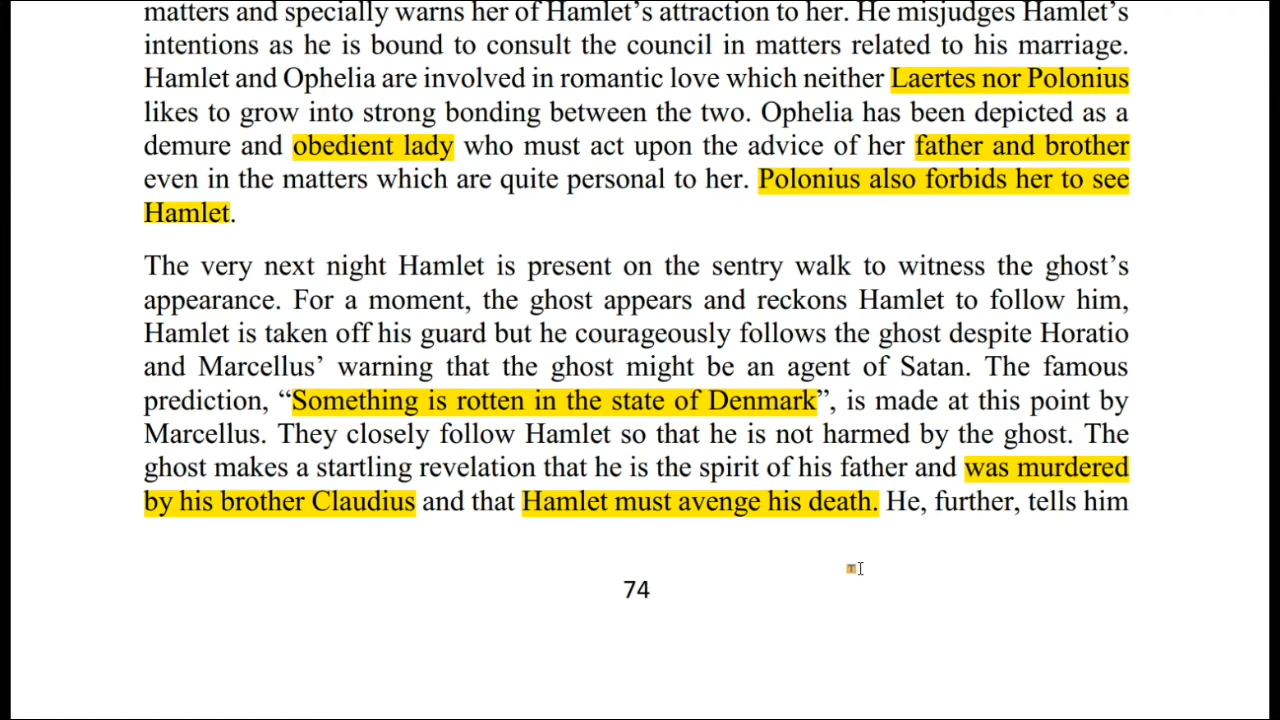 matters and specially warns her of Hamlet's attraction to her. He misjudges Hamlet's
intentions as he is bound to consult the council in matters related to his marriage.
Hamlet and Ophelia are involved in romantic love which neither Laertes nor Polonius
likes to grow into strong bonding between the two. Ophelia has been depicted as a
demure and obedient lady who must act upon the advice of her father and brother
even in the matters which are quite personal to her. Polonius also forbids her to see
Hamlet.
The very next night Hamlet is present on the sentry walk to witness the ghost's
appearance. For a moment, the ghost appears and reckons Hamlet to follow him,
Hamlet is taken off his guard but he courageously follows the ghost despite Horatio
and Marcellus' warning that the ghost might be an agent of Satan. The famous
prediction, “Something is rotten in the state of Denmark”, is made at this point by
Marcellus. They closely follow Hamlet so that he is not harmed by the ghost. The
ghost makes a startling revelation that he is the spirit of his father and was murdered
by his brother Claudius and that Hamlet must avenge his death. He, further, tells him
74